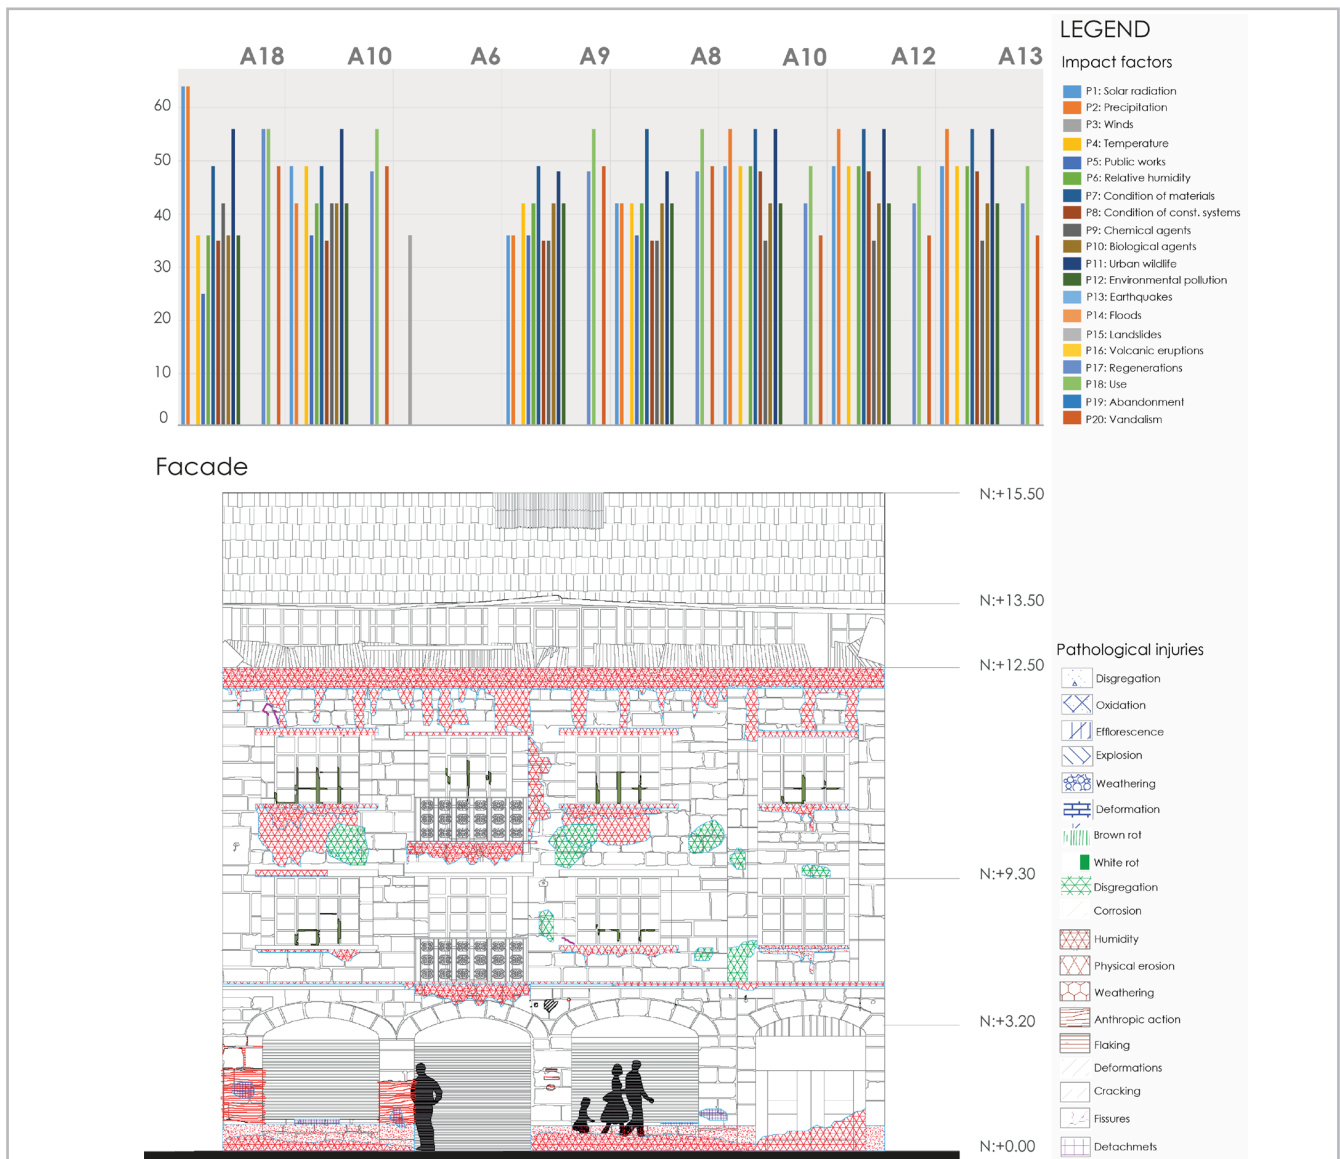 A18 A10 A6 A9 A8 A10 A12 A13
60
50
40
30
20
10
0
LEGEND
Impact factors
P1: Solar radiation
P2: Precipitation
P3: Winds
P4: Temperature
P5: Public works
P6: Relative humidity
P7: Condition of materials
P8: Condition of const. systems
P9: Chemical agents
P10: Biological agents
P11: Urban wildlife
P12: Environmental pollution
P13: Earthquakes
P14: Floods
P15: Landslides
P16: Volcanic eruptions
P17: Regenerations
P18: Use
P19: Abandonment
P20: Vandalism
Facade
N:+15.50
N:+13.50
N:+12.50
N:+9.30
N:+3.20
N:+0.00
Pathological injuries
Disgregation
Oxidation
Efflorescence
Explosion
Weathering
Deformation
Brown rot
White rot
Disgregation
Corrosion
Humidity
Physical erosion
Weathering
Anthropic action
Flaking
Deformations
Cracking
Fissures
Detachmets